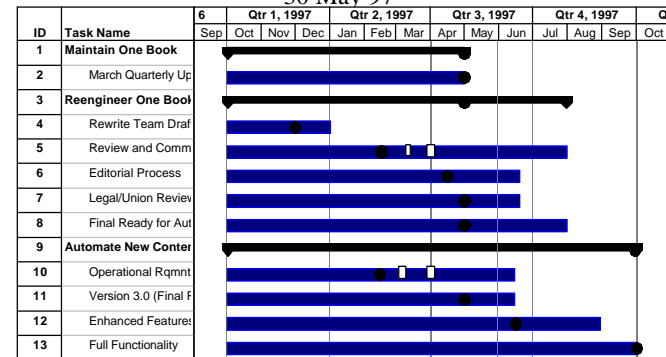 30 May 97
6 Qtr 1, 1997 Qtr 2, 1997 Qtr 3, 1997 Qtr 4, 1997 Q
ID Task Name Sep Oct Nov Dec Jan Feb Mar Apr May Jun Jul Aug Sep Oct
1 Maintain One Book
2 March Quarterly Up
3 Reengineer One Book
4 Rewrite Team Draf
5 Review and Comm
6 Editorial Process
7 Legal/Union Review
8 Final Ready for Aut
9 Automate New Conter
10 Operational Rqmnt
11 Version 3.0 (Final F
12 Enhanced Features
13 Full Functionality